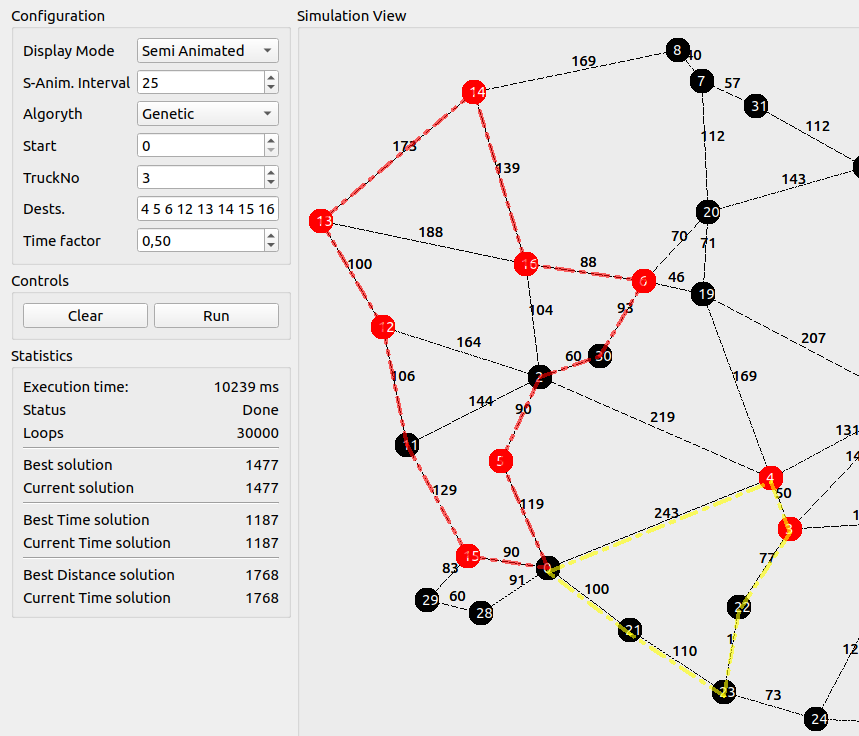 Configuration
Display Mode Semi Animated
S-Anim. Interval 25
Algoryth Genetic
Start 0
TruckNo 3
Dests. 4 5 6 12 13 14 15 16
Time factor 0,50
Controls
Clear Run
Statistics
Execution time: 10239 ms
Status Done
Loops 30000
Best solution 1477
Current solution 1477
Best Time solution 1187
Current Time solution 1187
Best Distance solution 1768
Current Time solution 1768
Simulation View
8
40
169
7
57
14
31
112
112
173
139
143
20
13
188
70
71
16
88
6
46
100
19
104
93
12
164
207
60
30
106
2
169
144
90
219
11
131
5
4
129
119
50
243
3
15
90
77
83
0
91
100
29
60
28
22
21
110
23
73
24